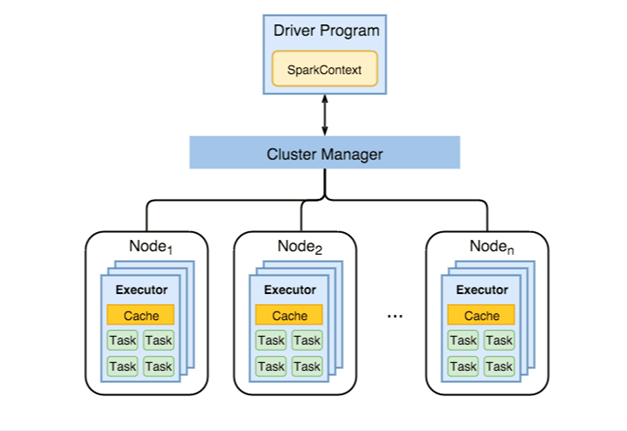 Driver Program
SparkContext
Cluster Manager
Node1
Executor
Cache
Task Task
Task Task
Node2
Executor
Cache
Task Task
Task Task
...
Noden
Executor
Cache
Task Task
Task Task